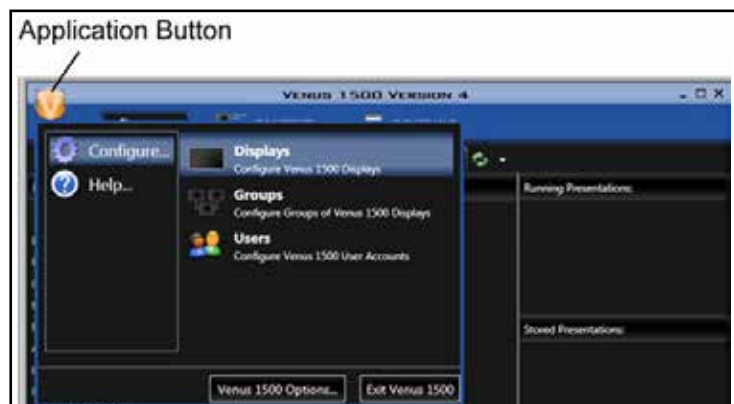 Application Button
VENUS 1500 VERSION 4
Configure...
Help...
Displays
Configure Venus 1500 Displays
Groups
Configure Groups of Venus 1500 Displays
Users
Configure Venus 1500 User Accounts
Running Presentations:
Stored Presentations:
Venus 1500 Options...
Exit Venus 1500